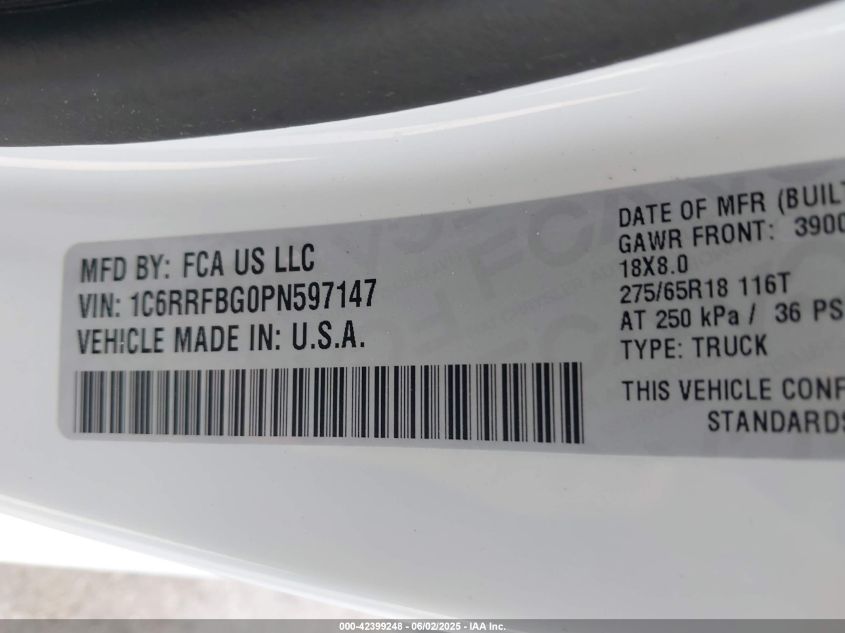 MFD BY: FCA US LLC
VIN: 1C6RRFBG0PN597147
VEHICLE MADE IN: U.S.A.
DATE OF MFR (BUILT
GAWR FRONT: 3900
18X8.0
275/65R18 116T
AT 250 kPa / 36 PS
TYPE: TRUCK
THIS VEHICLE CONF
STANDARDS
000-42399248 - 06/02/2025 - IAA Inc.